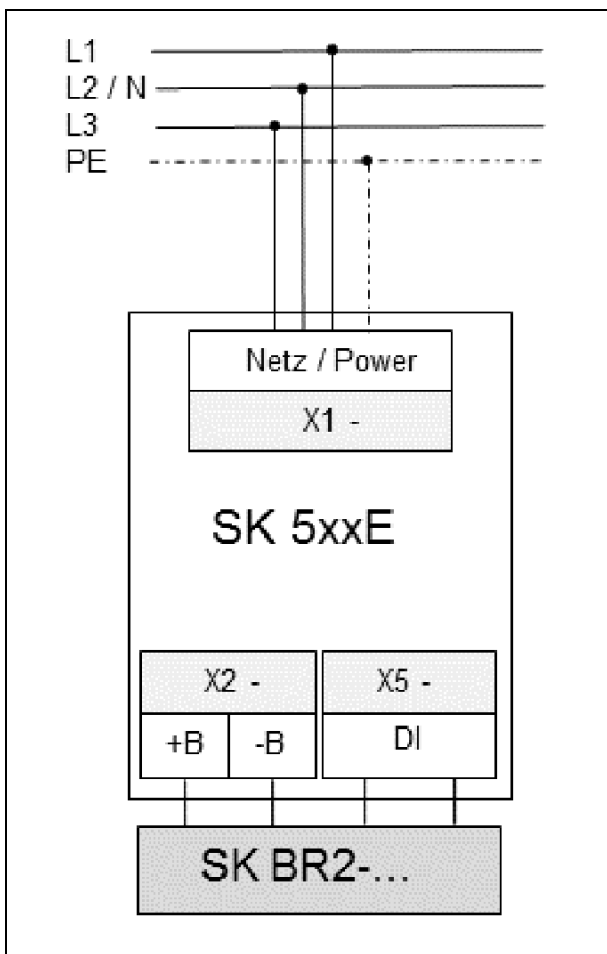 L1
L2 / N
L3
PE
Netz / Power
X1 -
SK 5xxE
X2 -
X5 -
+B
-B
DI
SK BR2-...